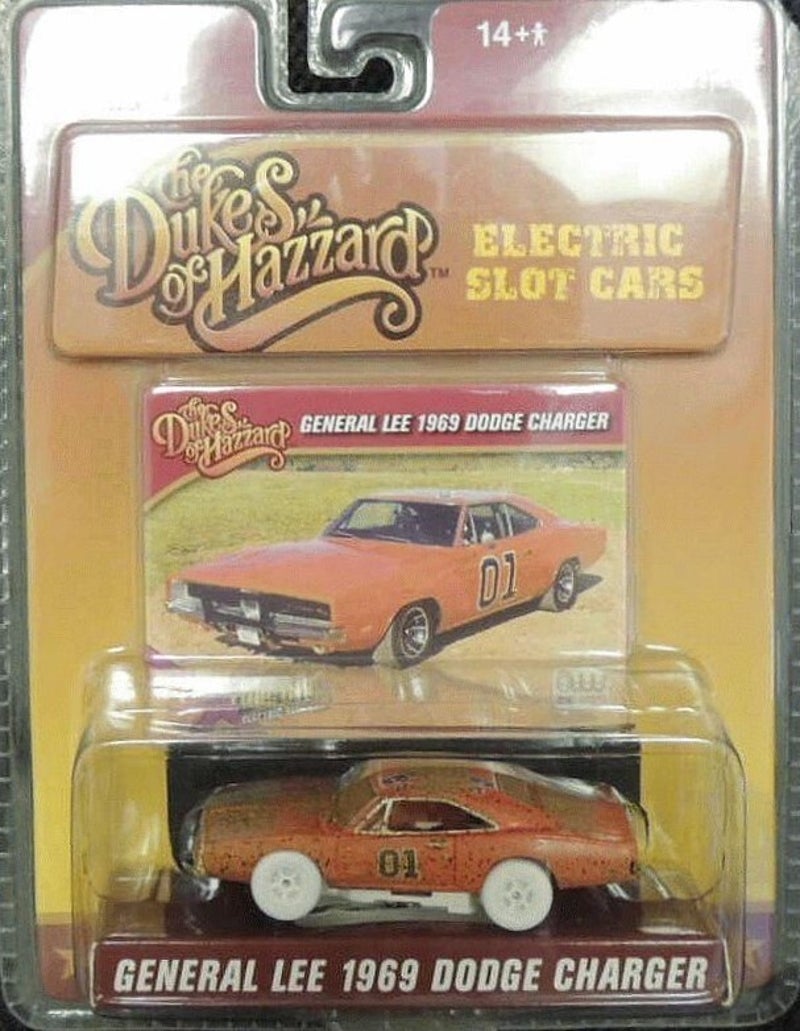 14+
The
Dukes
of Hazzard™
ELECTRIC
SLOT CARS
The
Dukes
of Hazzard
GENERAL LEE 1969 DODGE CHARGER
01
01
GENERAL LEE 1969 DODGE CHARGER